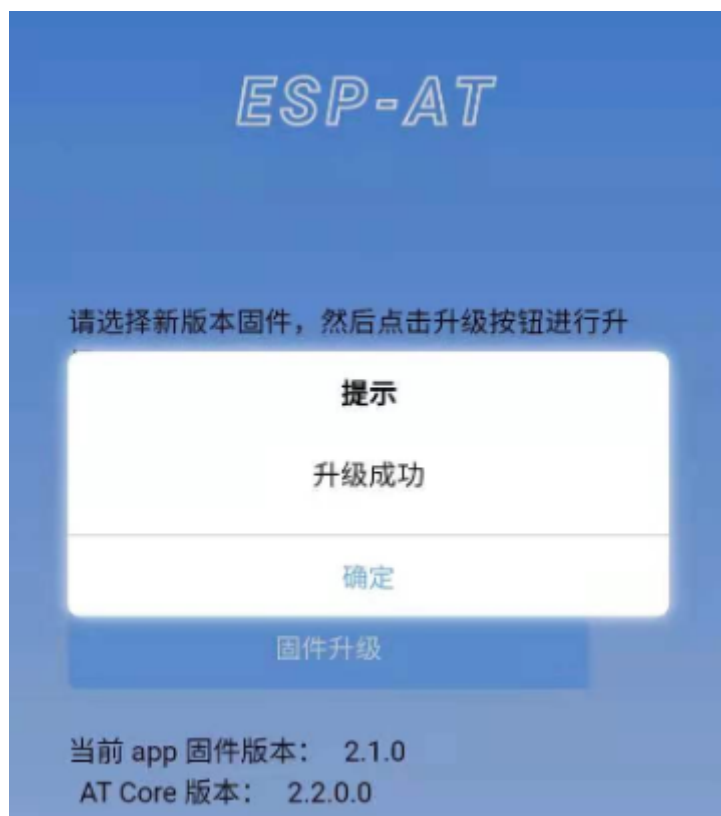 ESP-AT
请选择新版本固件，然后点击升级按钮进行升
提示
升级成功
确定
固件升级
当前 app 固件版本： 2.1.0
AT Core 版本： 2.2.0.0